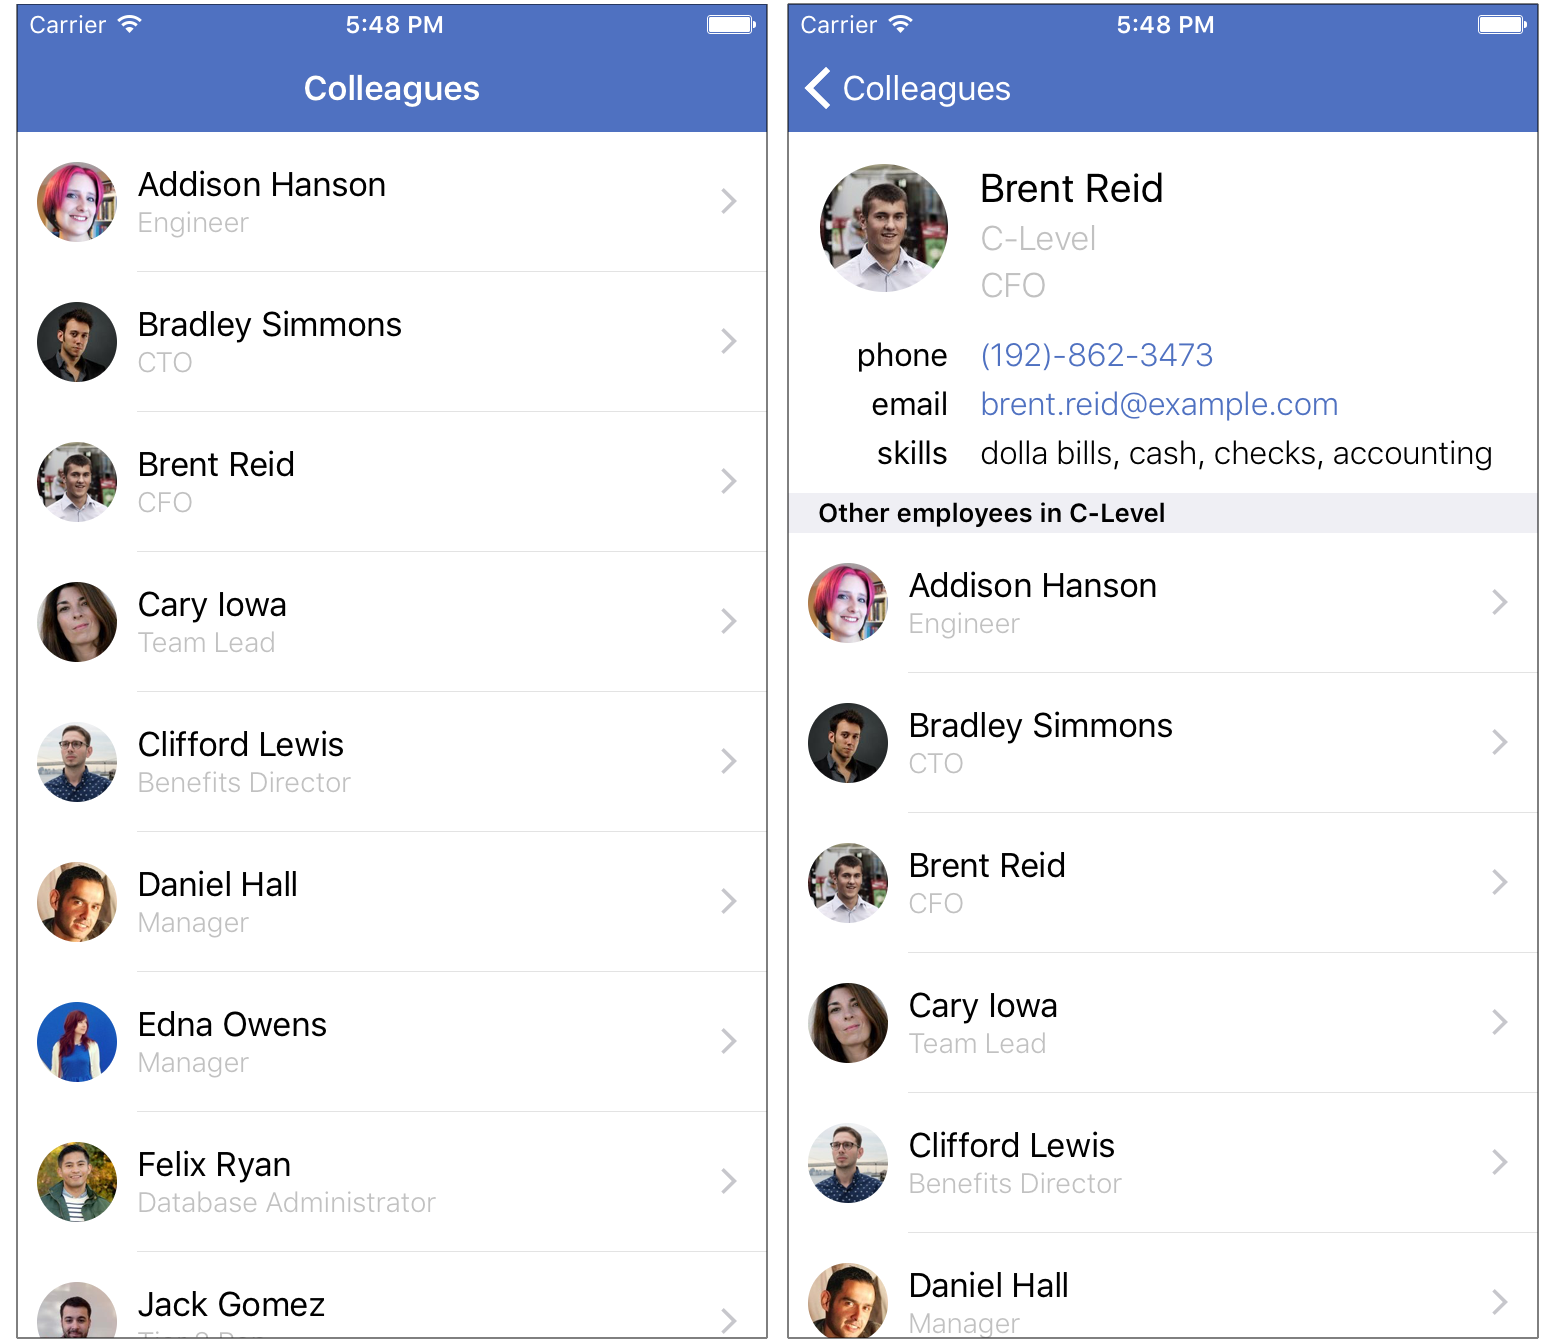 Carrier 5:48 PM
Colleagues
Addison Hanson
Engineer
Bradley Simmons
CTO
Brent Reid
CFO
Cary Iowa
Team Lead
Clifford Lewis
Benefits Director
Daniel Hall
Manager
Edna Owens
Manager
Felix Ryan
Database Administrator
Jack Gomez
Carrier 5:48 PM
Colleagues
Brent Reid
C-Level
CFO
phone (192)-862-3473
email brent.reid@example.com
skills dolla bills, cash, checks, accounting
Other employees in C-Level
Addison Hanson
Engineer
Bradley Simmons
CTO
Brent Reid
CFO
Cary Iowa
Team Lead
Clifford Lewis
Benefits Director
Daniel Hall
Manager